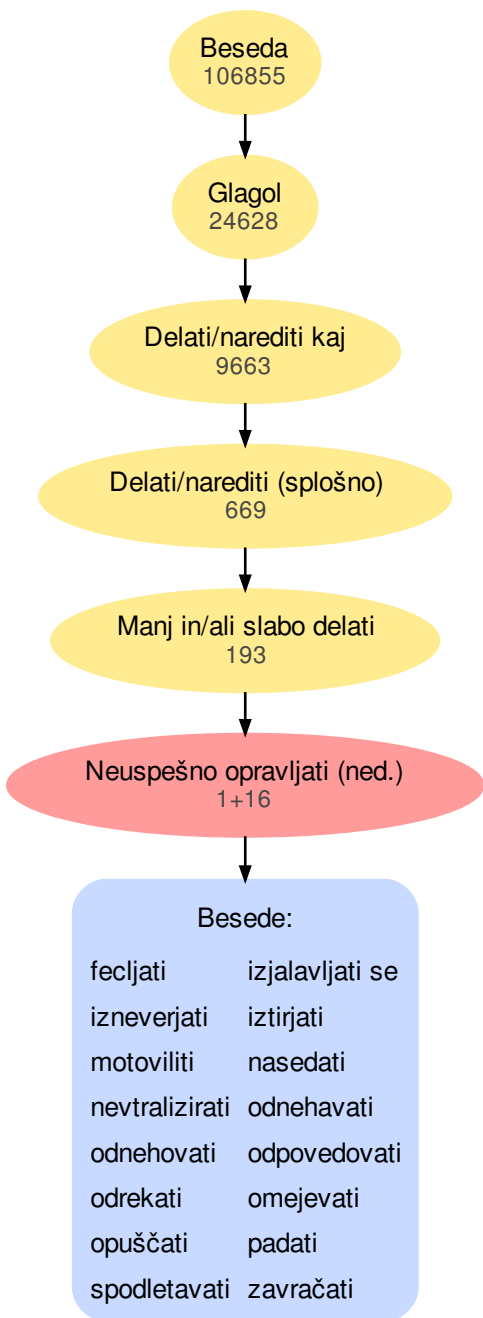 Beseda
106855
Glagol
24628
Delati/narediti kaj
9663
Delati/narediti (splošno)
669
Manj in/ali slabo delati
193
Neuspešno opravljati (ned.)
1+16
Besede:
fecljati izjalavljati se
izneverjati iztirjati
motoviliti nasedati
nevtralizirati odnehavati
odnehovati odpovedovati
odrekati omejevati
opuščati padati
spodletavati zavračati